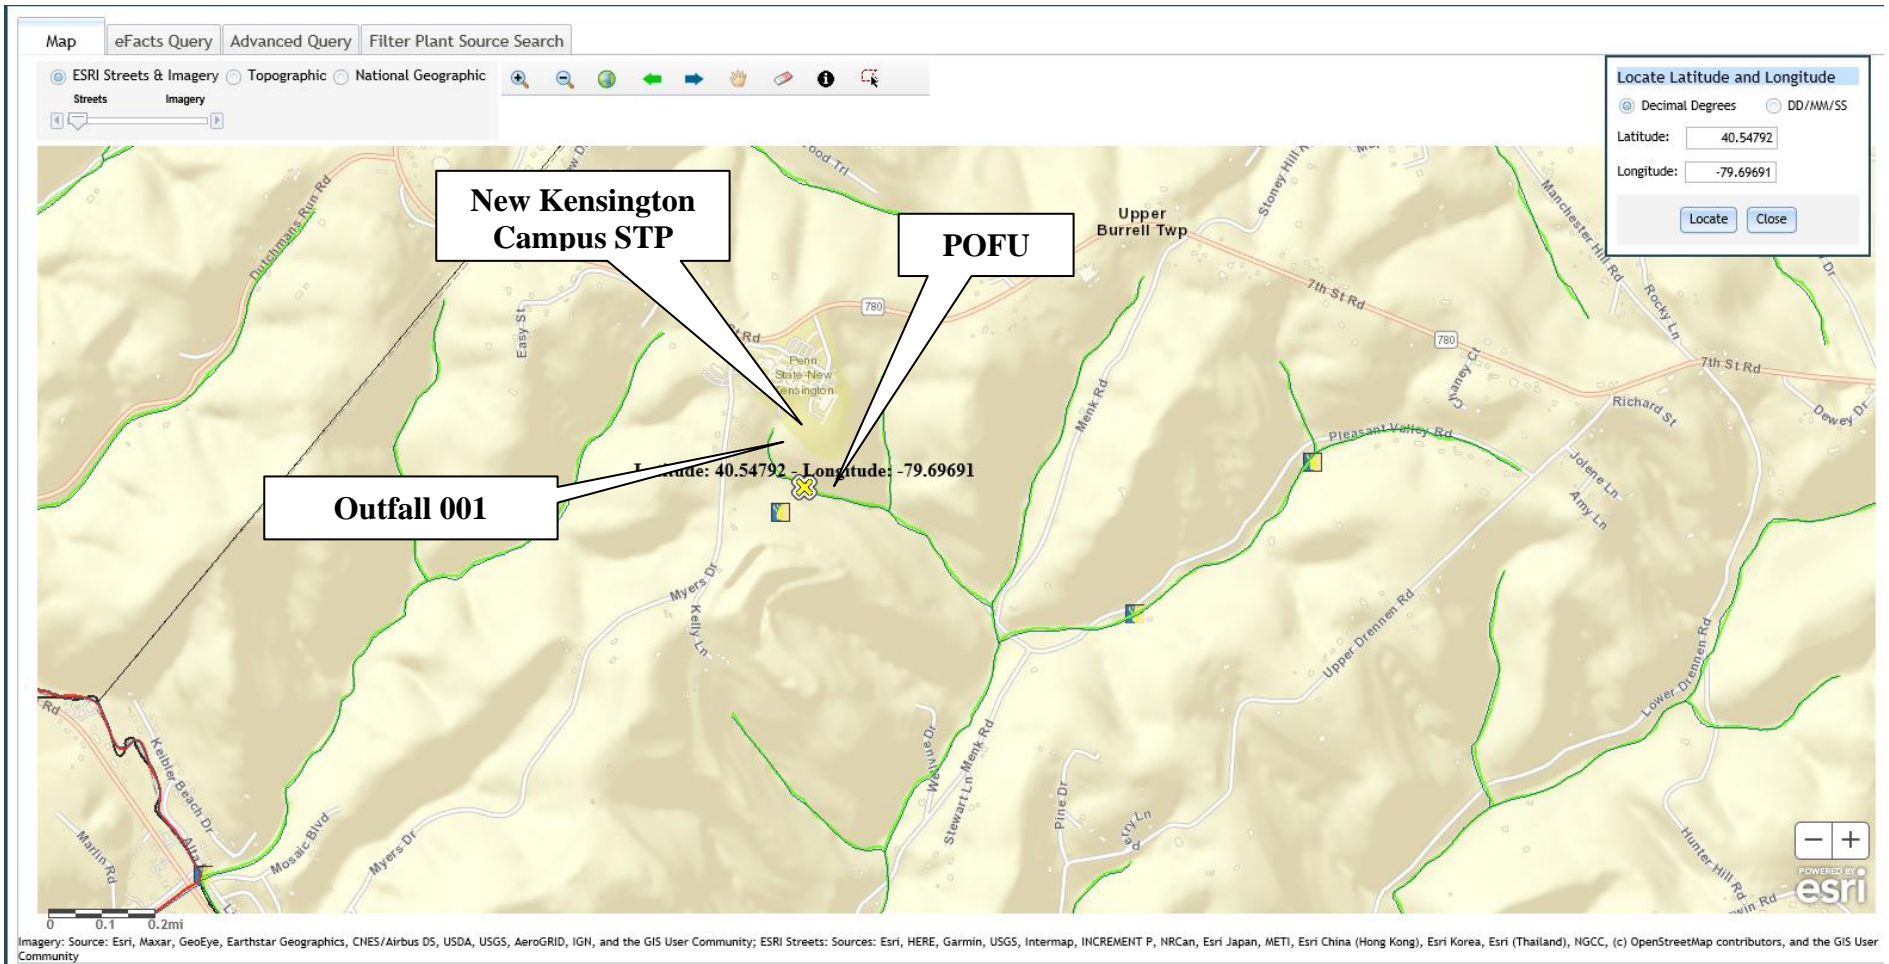 Map
eFacts Query
Advanced Query
Filter Plant Source Search
ESRI Streets & Imagery
Topographic
National Geographic
Streets
Imagery
Locate Latitude and Longitude
Decimal Degrees
DD/MM/SS
Latitude:
40.54792
Longitude:
-79.69691
Locate
Close
New Kensington
Campus STP
POFU
Upper
Burrell Twp
Stoney Hill R
Manchester Hill Rd
Rocky Ln
Dutchmans Run Rd
ood Trl
Easy St
Rd
780
7th St Rd
780
7th St Rd
Penn
State-New
Kensington
Menk Rd
Chaney Ct
Richard St
Dewey Dr
Pleasant Valley Rd
Jolene Ln
Amy Ln
tude: 40.54792 - Longitude: -79.69691
Outfall 001
Myers Dr
Kelly Ln
Upper Drennen Rd
Lower Drennen Rd
Rd
Keibler Beach Dr
Menk Rd
Stewart Ln
Pine Dr
erry Ln
Marlin Rd
Mosaic Blvd
Myers Dr
Hunter Hill Rd
win Rd
POWERED BY
esri
0 0.1 0.2mi
Imagery: Source: Esri, Maxar, GeoEye, Earthstar Geographics, CNES/Airbus DS, USDA, USGS, AeroGRID, IGN, and the GIS User Community; ESRI Streets: Sources: Esri, HERE, Garmin, USGS, Intermap, INCREMENT P, NRCan, Esri Japan, METI, Esri China (Hong Kong), Esri Korea, Esri (Thailand), NGCC, (c) OpenStreetMap contributors, and the GIS User
Community